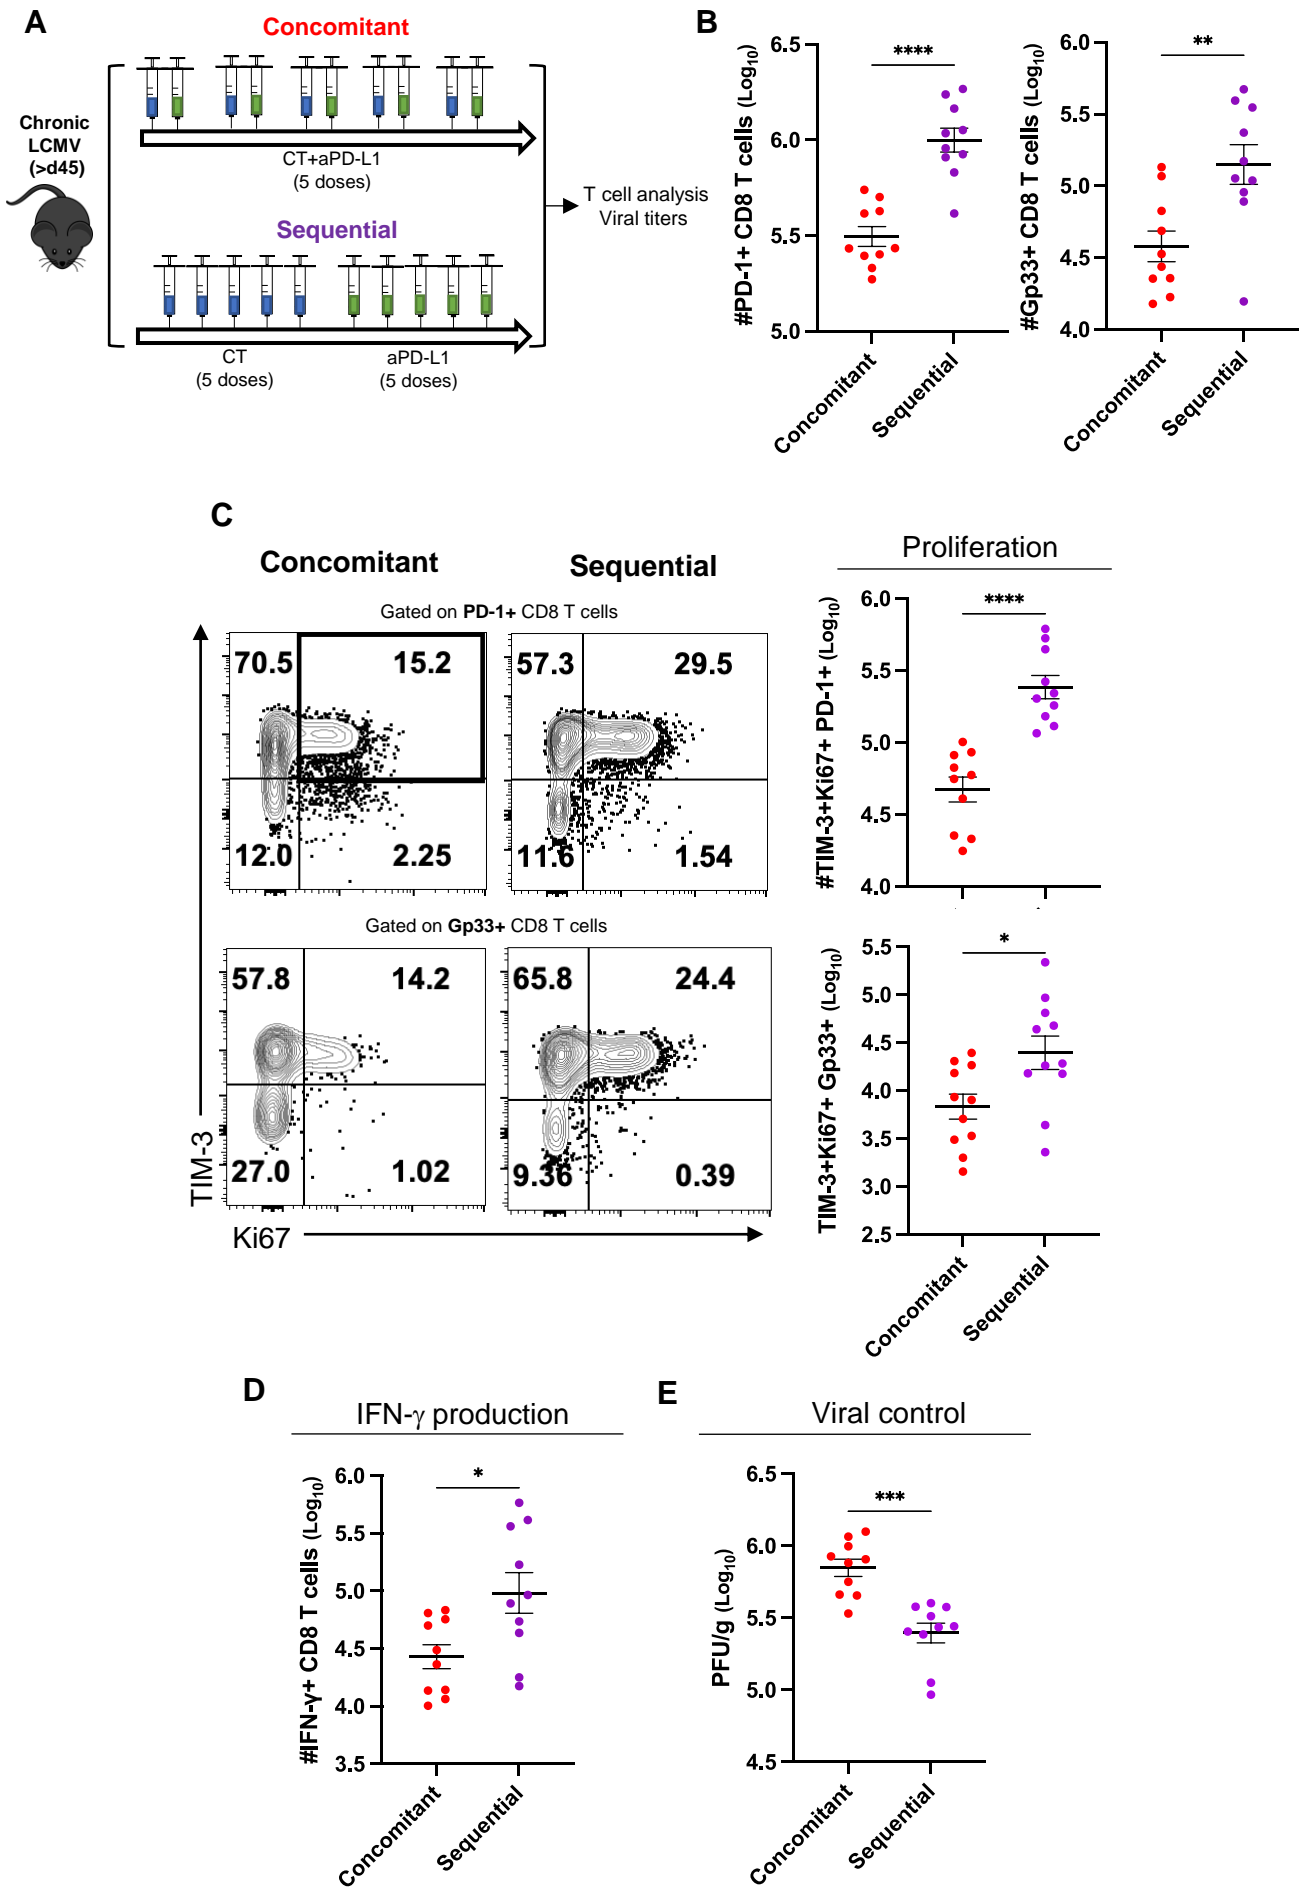 A
Concomitant
Chronic
LCMV
(>d45)
CT+aPD-L1
(5 doses)
Sequential
CT
(5 doses)
aPD-L1
(5 doses)
T cell analysis
Viral titers
B
#PD-1+ CD8 T cells (Log10)
6.5
6.0
5.5
5.0
****
Concomitant
Sequential
#Gp33+ CD8 T cells (Log10)
6.0
5.5
5.0
4.5
4.0
**
Concomitant
Sequential
C
Concomitant
Sequential
Gated on PD-1+ CD8 T cells
70.5
15.2
12.0
2.25
57.3
29.5
11.6
1.54
Gated on Gp33+ CD8 T cells
57.8
14.2
27.0
1.02
65.8
24.4
9.36
0.39
TIM-3
Ki67
Proliferation
#TIM-3+Ki67+ PD-1+ (Log10)
6.0
5.5
5.0
4.5
4.0
****
TIM-3+Ki67+ Gp33+ (Log10)
5.5
5.0
4.5
4.0
3.5
3.0
2.5
*
Concomitant
Sequential
D
IFN-γ production
#IFN-γ+ CD8 T cells (Log10)
6.0
5.5
5.0
4.5
4.0
3.5
*
Concomitant
Sequential
E
Viral control
PFU/g (Log10)
6.5
6.0
5.5
5.0
4.5
***
Concomitant
Sequential